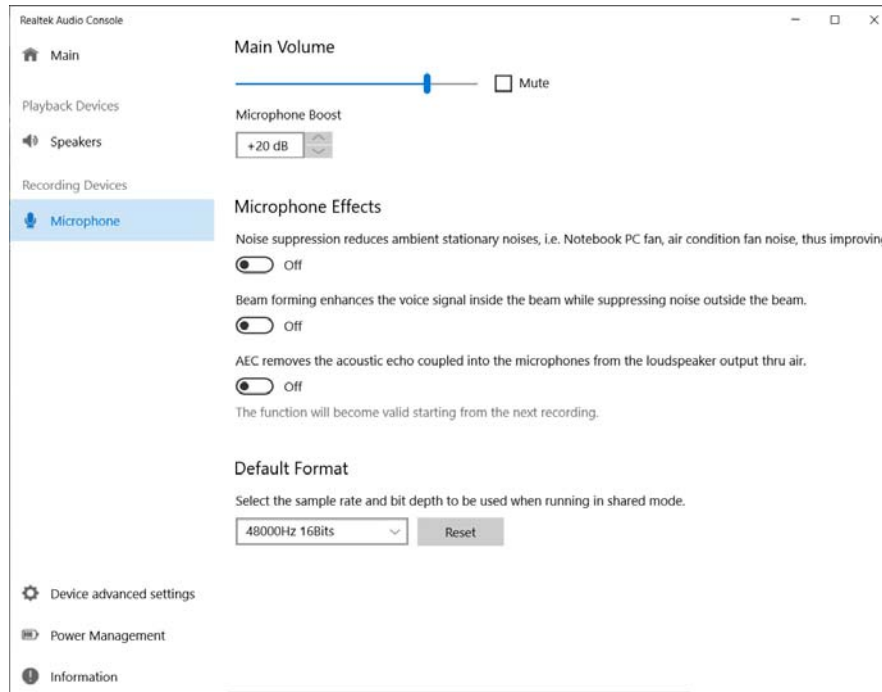 Realtek Audio Console
Main
Playback Devices
Speakers
Recording Devices
Microphone
Device advanced settings
Power Management
Information
Main Volume
Mute
Microphone Boost
+20 dB
Microphone Effects
Noise suppression reduces ambient stationary noises, i.e. Notebook PC fan, air condition fan noise, thus improving
Off
Beam forming enhances the voice signal inside the beam while suppressing noise outside the beam.
Off
AEC removes the acoustic echo coupled into the microphones from the loudspeaker output thru air.
Off
The function will become valid starting from the next recording.
Default Format
Select the sample rate and bit depth to be used when running in shared mode.
48000Hz 16Bits
Reset